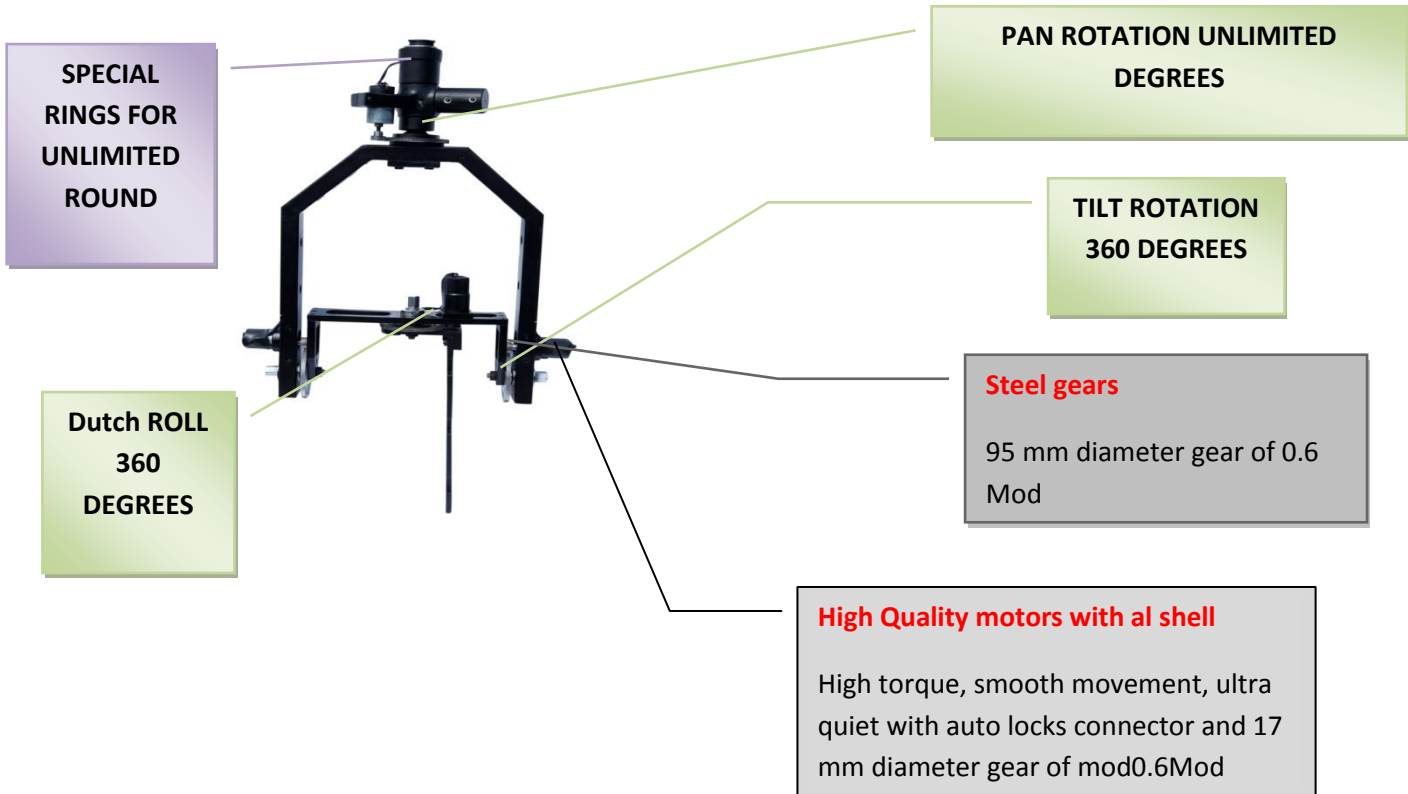 SPECIAL
RINGS FOR
UNLIMITED
ROUND
PAN ROTATION UNLIMITED
DEGREES
TILT ROTATION
360 DEGREES
Dutch ROLL
360
DEGREES
Steel gears
95 mm diameter gear of 0.6
Mod
High Quality motors with al shell
High torque, smooth movement, ultra
quiet with auto locks connector and 17
mm diameter gear of mod0.6Mod